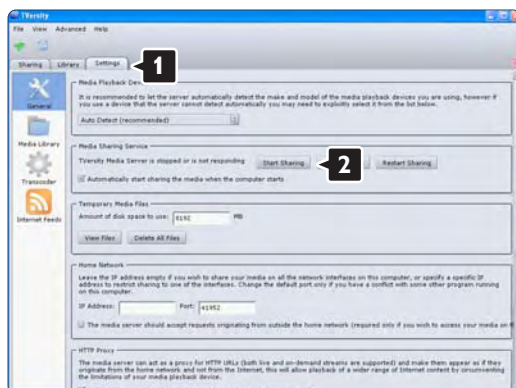 TVersity
File View Advanced Help
Sharing Library Settings
1
General
Media Library
Transcoder
Internet Feeds
Media Playback Dev
It is recommended to let the server automatically detect the make and model of the media playback devices you are using, however if
you use a device that the server cannot detect automatically you may need to explicitly select it from the list below.
Auto Detect (recommended)
Media Sharing Service
TVersity Media Server is stopped or is not responding Start Sharing 2 Restart Sharing
Automatically start sharing the media when the computer starts
Temporary Media Files
Amount of disk space to use: 8192 MB
View Files Delete All Files
Home Network
Leave the IP address empty if you wish to share your media on all the network interfaces on this computer, or specify a specific IP
address to restrict sharing to one of the interfaces. Change the default port only if you have a conflict with some other program running
on this computer.
IP Address: Port: 41952
The media server should accept requests originating from outside the home network (required only if you wish to access your media on
HTTP Proxy
The media server can act as a proxy for HTTP URLs (both live and on-demand streams are supported) and make them appear as if they
originate from the home network and not from the Internet, this will allow playback of a wider range of Internet content by circumventing
the limitations of your media playback device.